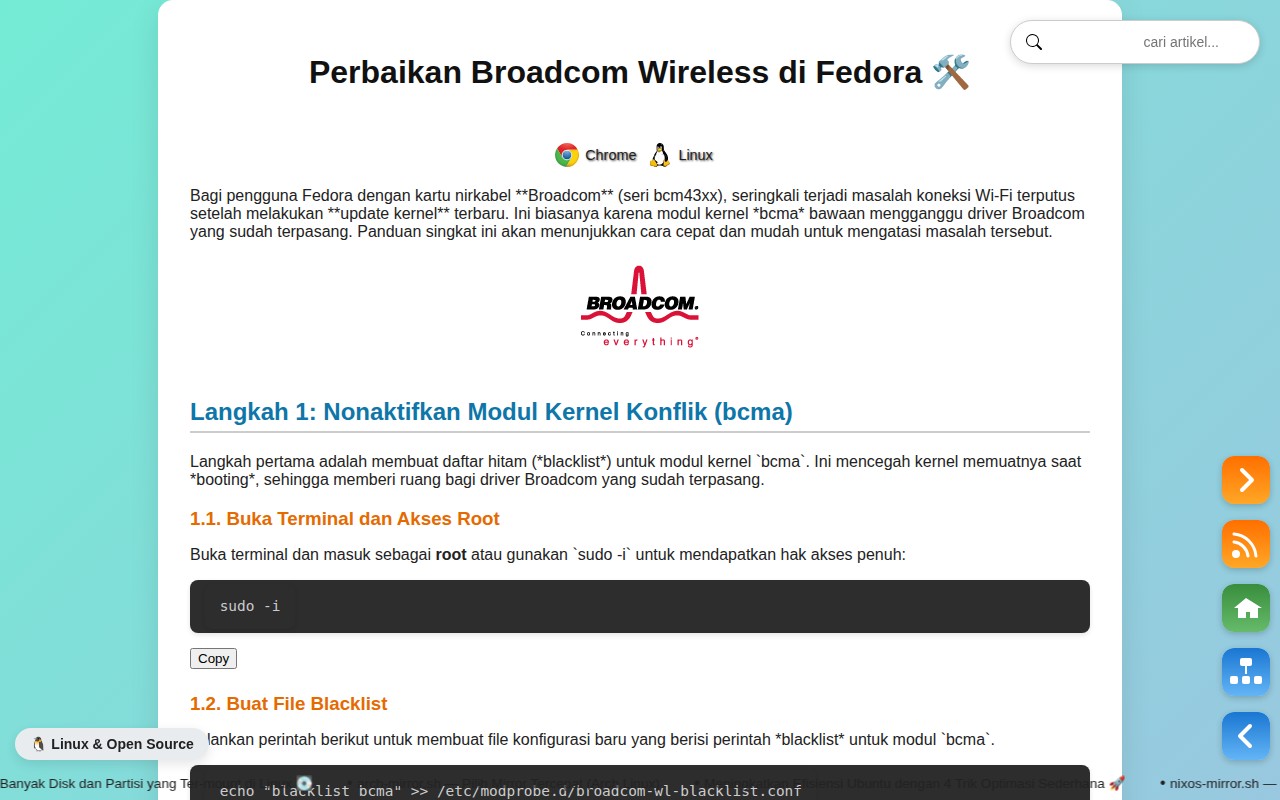 cari artikel...
Perbaikan Broadcom Wireless di Fedora 🛠️
Chrome Linux
Bagi pengguna Fedora dengan kartu nirkabel **Broadcom** (seri bcm43xx), seringkali terjadi masalah koneksi Wi-Fi terputus
setelah melakukan **update kernel** terbaru. Ini biasanya karena modul kernel *bcma* bawaan mengganggu driver Broadcom
yang sudah terpasang. Panduan singkat ini akan menunjukkan cara cepat dan mudah untuk mengatasi masalah tersebut.
BROADCOM.
Connecting
everything®
Langkah 1: Nonaktifkan Modul Kernel Konflik (bcma)
Langkah pertama adalah membuat daftar hitam (*blacklist*) untuk modul kernel `bcma`. Ini mencegah kernel memuatnya saat
*booting*, sehingga memberi ruang bagi driver Broadcom yang sudah terpasang.
1.1. Buka Terminal dan Akses Root
Buka terminal dan masuk sebagai root atau gunakan `sudo -i` untuk mendapatkan hak akses penuh:
sudo -i
Copy
1.2. Buat File Blacklist
lankan perintah berikut untuk membuat file konfigurasi baru yang berisi perintah *blacklist* untuk modul `bcma`.
🐧 Linux & Open Source
Banyak Disk dan Partisi yang Ter-mount di Linux 💽 • Mengoptimalkan Efisiensi Ubuntu dengan 4 Trik Optimasi Sederhana 🚀 • nixos-mirror.sh —
echo "blacklist bcma" >> /etc/modprobe.d/broadcom-wl-blacklist.conf